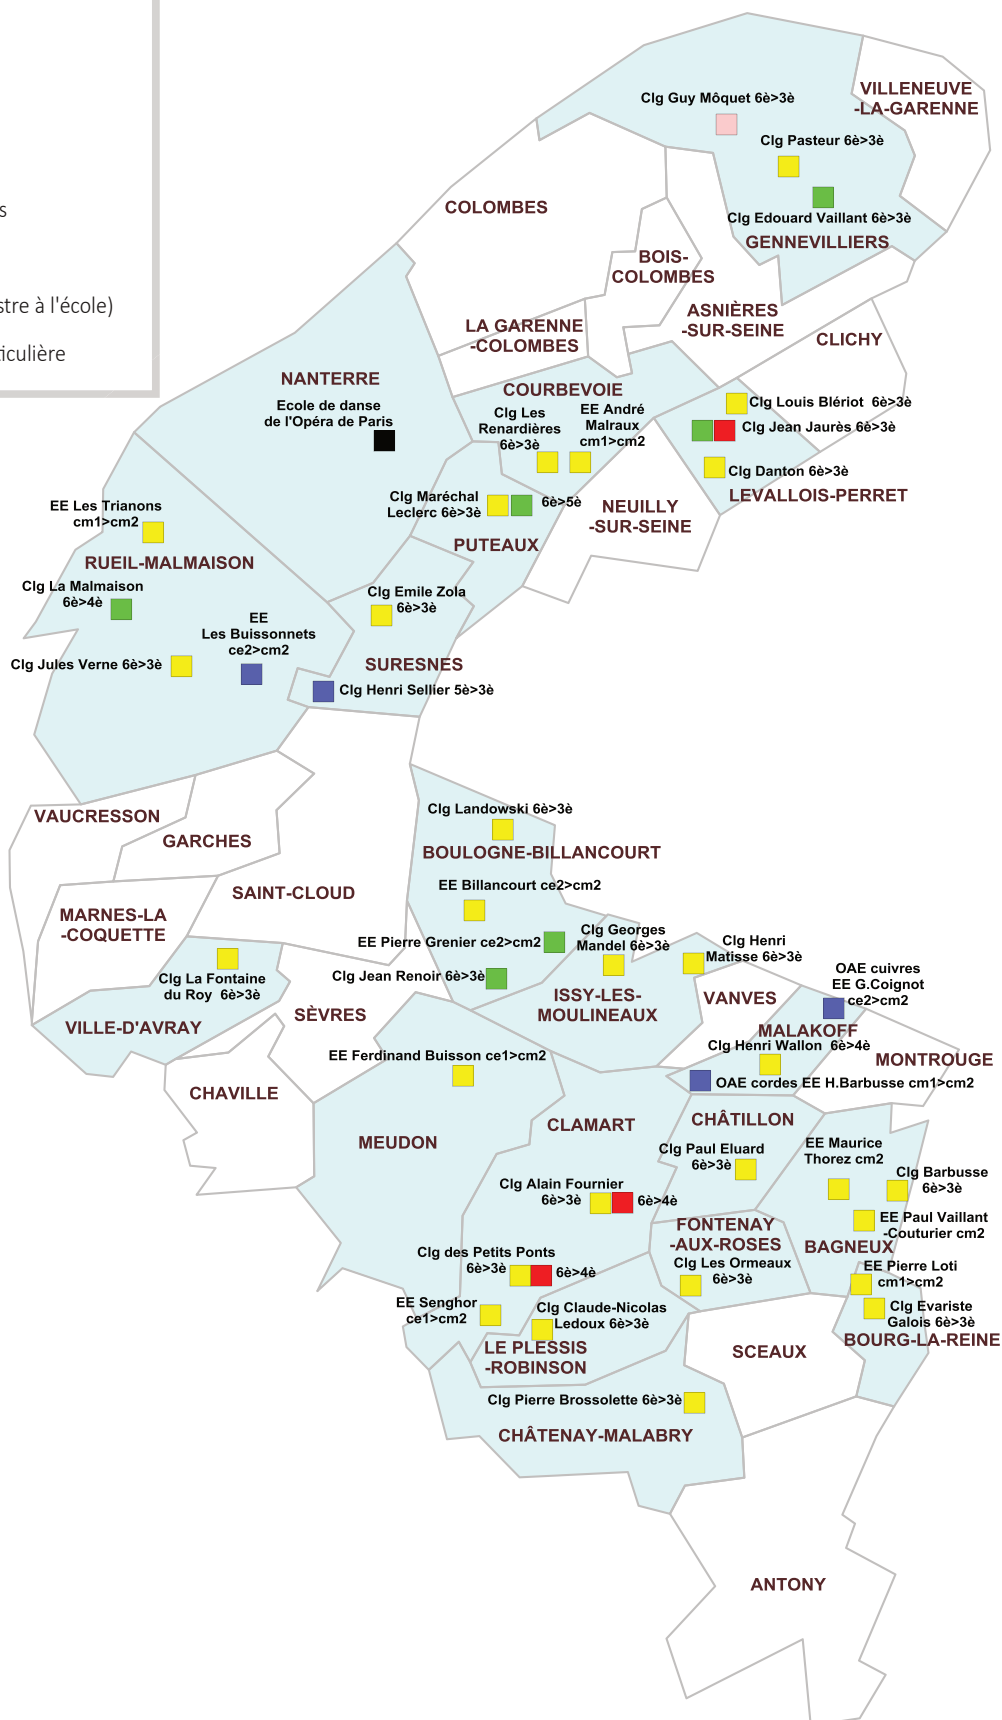 s
stre à l'école)
ticulière
Clg Guy Môquet 6è>3è
VILLENEUVE
-LA-GARENNE
Clg Pasteur 6è>3è
Clg Edouard Vaillant 6è>3è
GENNEVILLIERS
COLOMBES
BOIS-
COLOMBES
ASNIÈRES
-SUR-SEINE
LA GARENNE
-COLOMBES
CLICHY
NANTERRE
Ecole de danse
de l'Opéra de Paris
COURBEVOIE
Clg Les
Renardières
6è>3è
EE André
Malraux
cm1>cm2
Clg Louis Blériot 6è>3è
Clg Jean Jaurès 6è>3è
Clg Danton 6è>3è
LEVALLOIS-PERRET
Clg Maréchal
Leclerc 6è>3è
6è>5è
PUTEAUX
NEUILLY
-SUR-SEINE
EE Les Trianons
cm1>cm2
RUEIL-MALMAISON
Clg La Malmaison
6è>4è
EE
Les Buissonnets
ce2>cm2
Clg Jules Verne 6è>3è
Clg Emile Zola
6è>3è
SURESNES
Clg Henri Sellier 5è>3è
VAUCRESSON
GARCHES
SAINT-CLOUD
MARNES-LA
-COQUETTE
Clg La Fontaine
du Roy 6è>3è
VILLE-D'AVRAY
Clg Landowski 6è>3è
BOULOGNE-BILLANCOURT
EE Billancourt ce2>cm2
EE Pierre Grenier ce2>cm2
Clg Jean Renoir 6è>3è
Clg Georges
Mandel 6è>3è
Clg Henri
Matisse 6è>3è
ISSY-LES-
MOULINEAUX
VANVES
OAE cuivres
EE G.Coignot
ce2>cm2
MALAKOFF
Clg Henri Wallon 6è>4è
MONTROUGE
OAE cordes EE H.Barbusse cm1>cm2
SÈVRES
EE Ferdinand Buisson ce1>cm2
CHAVILLE
MEUDON
CLAMART
CHÂTILLON
Clg Paul Eluard
6è>3è
EE Maurice
Thorez cm2
Clg Barbusse
6è>3è
EE Paul Vaillant
-Couturier cm2
BAGNEUX
Clg Alain Fournier
6è>3è
6è>4è
FONTENAY
-AUX-ROSES
Clg Les Ormeaux
6è>3è
EE Pierre Loti
cm1>cm2
Clg Evariste
Galois 6è>3è
BOURG-LA-REINE
Clg des Petits Ponts
6è>3è
6è>4è
EE Senghor
ce1>cm2
Clg Claude-Nicolas
Ledoux 6è>3è
LE PLESSIS
-ROBINSON
SCEAUX
Clg Pierre Brossolette 6è>3è
CHÂTENAY-MALABRY
ANTONY